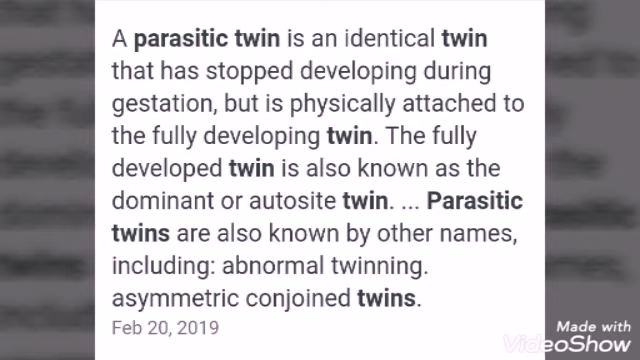 A parasitic twin is an identical twin
that has stopped developing during
gestation, but is physically attached to
the fully developing twin. The fully
developed twin is also known as the
dominant or autosite twin. ... Parasitic
twins are also known by other names,
including: abnormal twinning.
asymmetric conjoined twins.
Feb 20, 2019
Made with
VideoShow